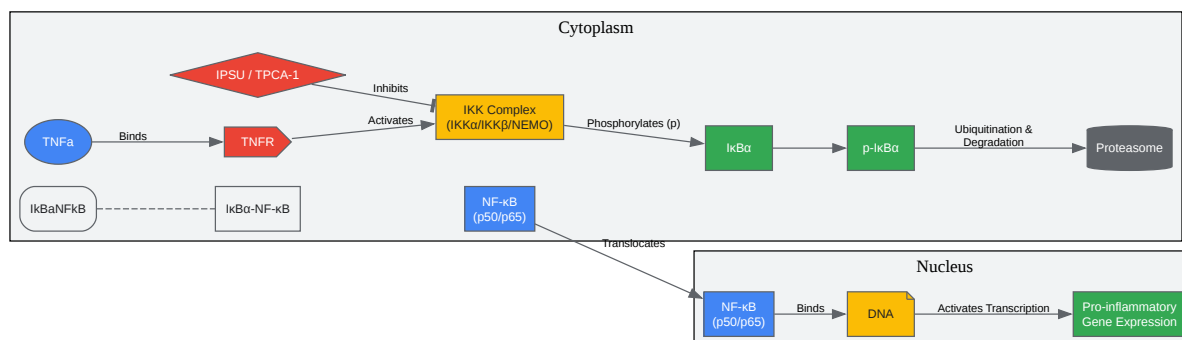 Cytoplasm
IPSU / TPCA-1
Inhibits
IKK Complex
(IKKα/IKKβ/NEMO)
TNFa
Binds
TNFR
Activates
Phosphorylates (p)
IκBα
p-IκBα
Ubiquitination &
Degradation
Proteasome
IkBaNFkB
IκBα-NF-κB
NF-κB
(p50/p65)
Translocates
Nucleus
NF-κB
(p50/p65)
Binds
DNA
Activates Transcription
Pro-inflammatory
Gene Expression